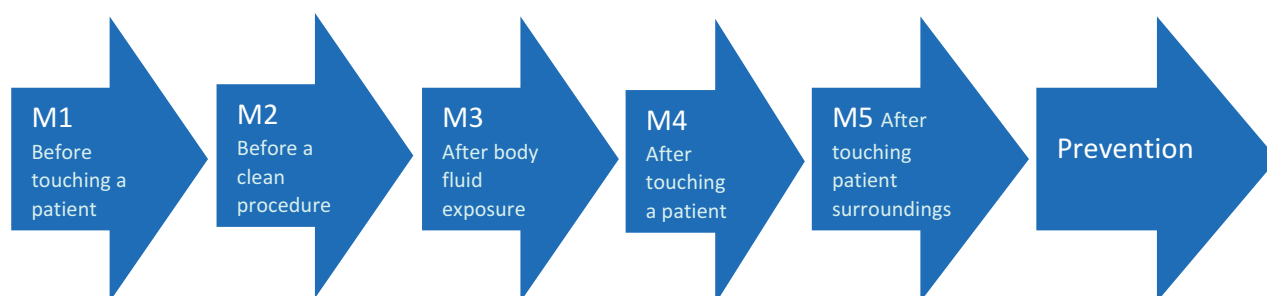 M1
Before
touching a
patient
M2
Before a
clean
procedure
M3
After body
fluid
exposure
M4
After
touching
a patient
M5 After
touching
patient
surroundings
Prevention